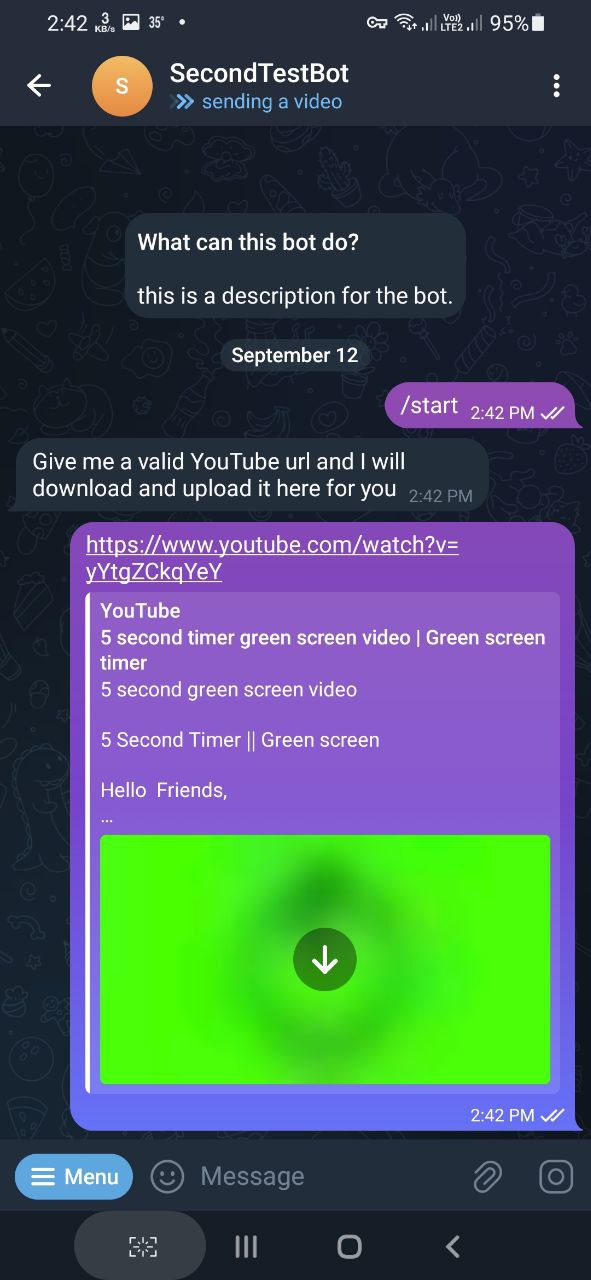 2:42 3 KB/s 35° Vo)) LTE2 95%
S
SecondTestBot
sending a video
What can this bot do?
this is a description for the bot.
September 12
/start 2:42 PM
Give me a valid YouTube url and I will
download and upload it here for you 2:42 PM
https://www.youtube.com/watch?v=
yYtgZCkqYeY
YouTube
5 second timer green screen video | Green screen
timer
5 second green screen video
5 Second Timer || Green screen
Hello  Friends,
...
2:42 PM
Menu Message